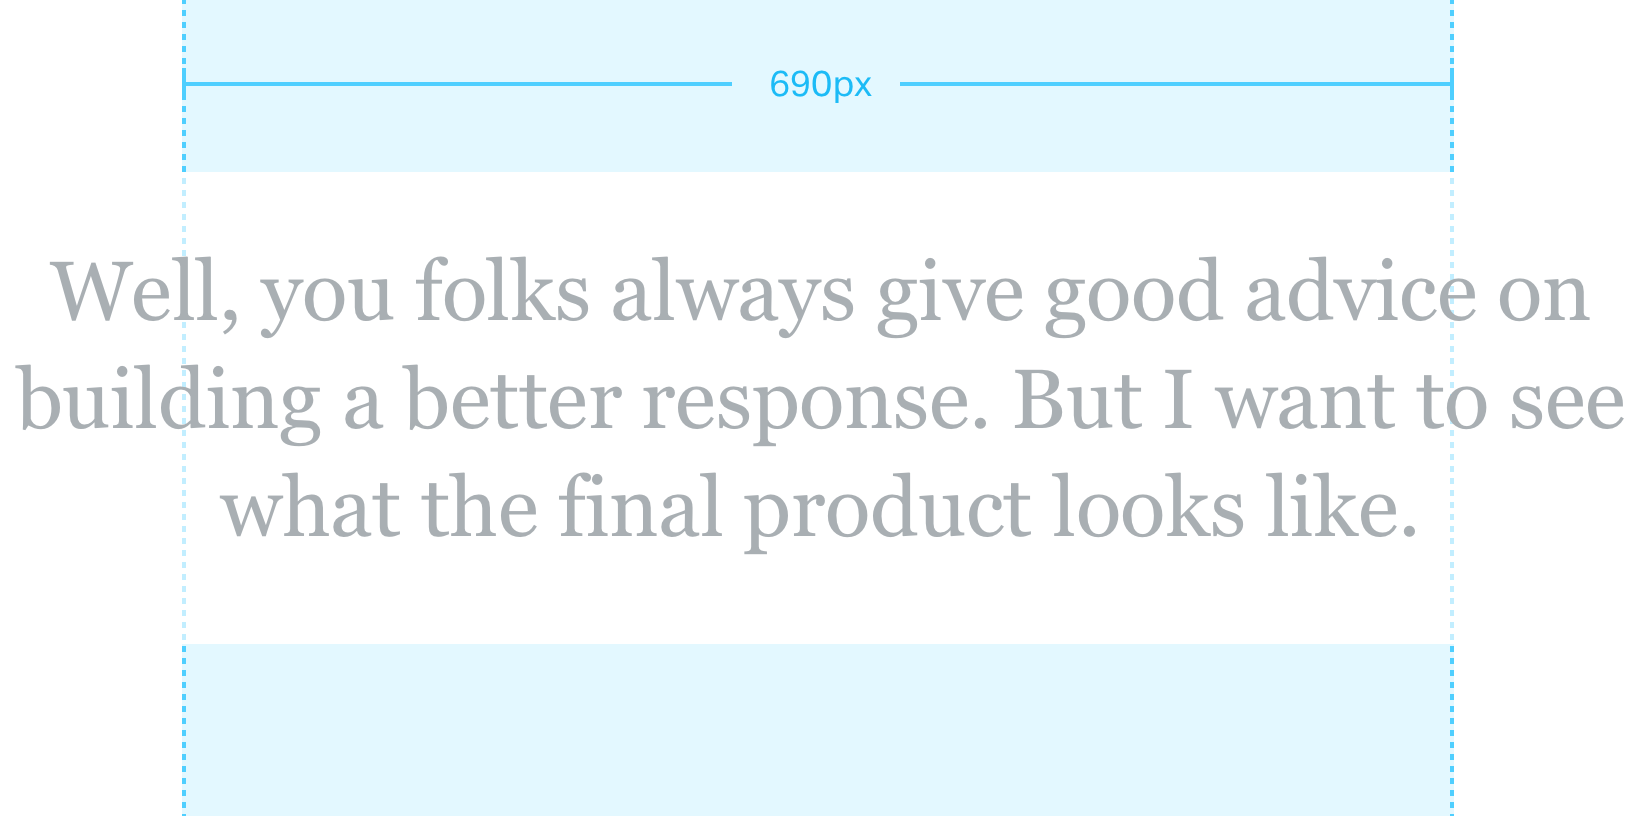 690px
Well, you folks always give good advice on
building a better response. But I want to see
what the final product looks like.